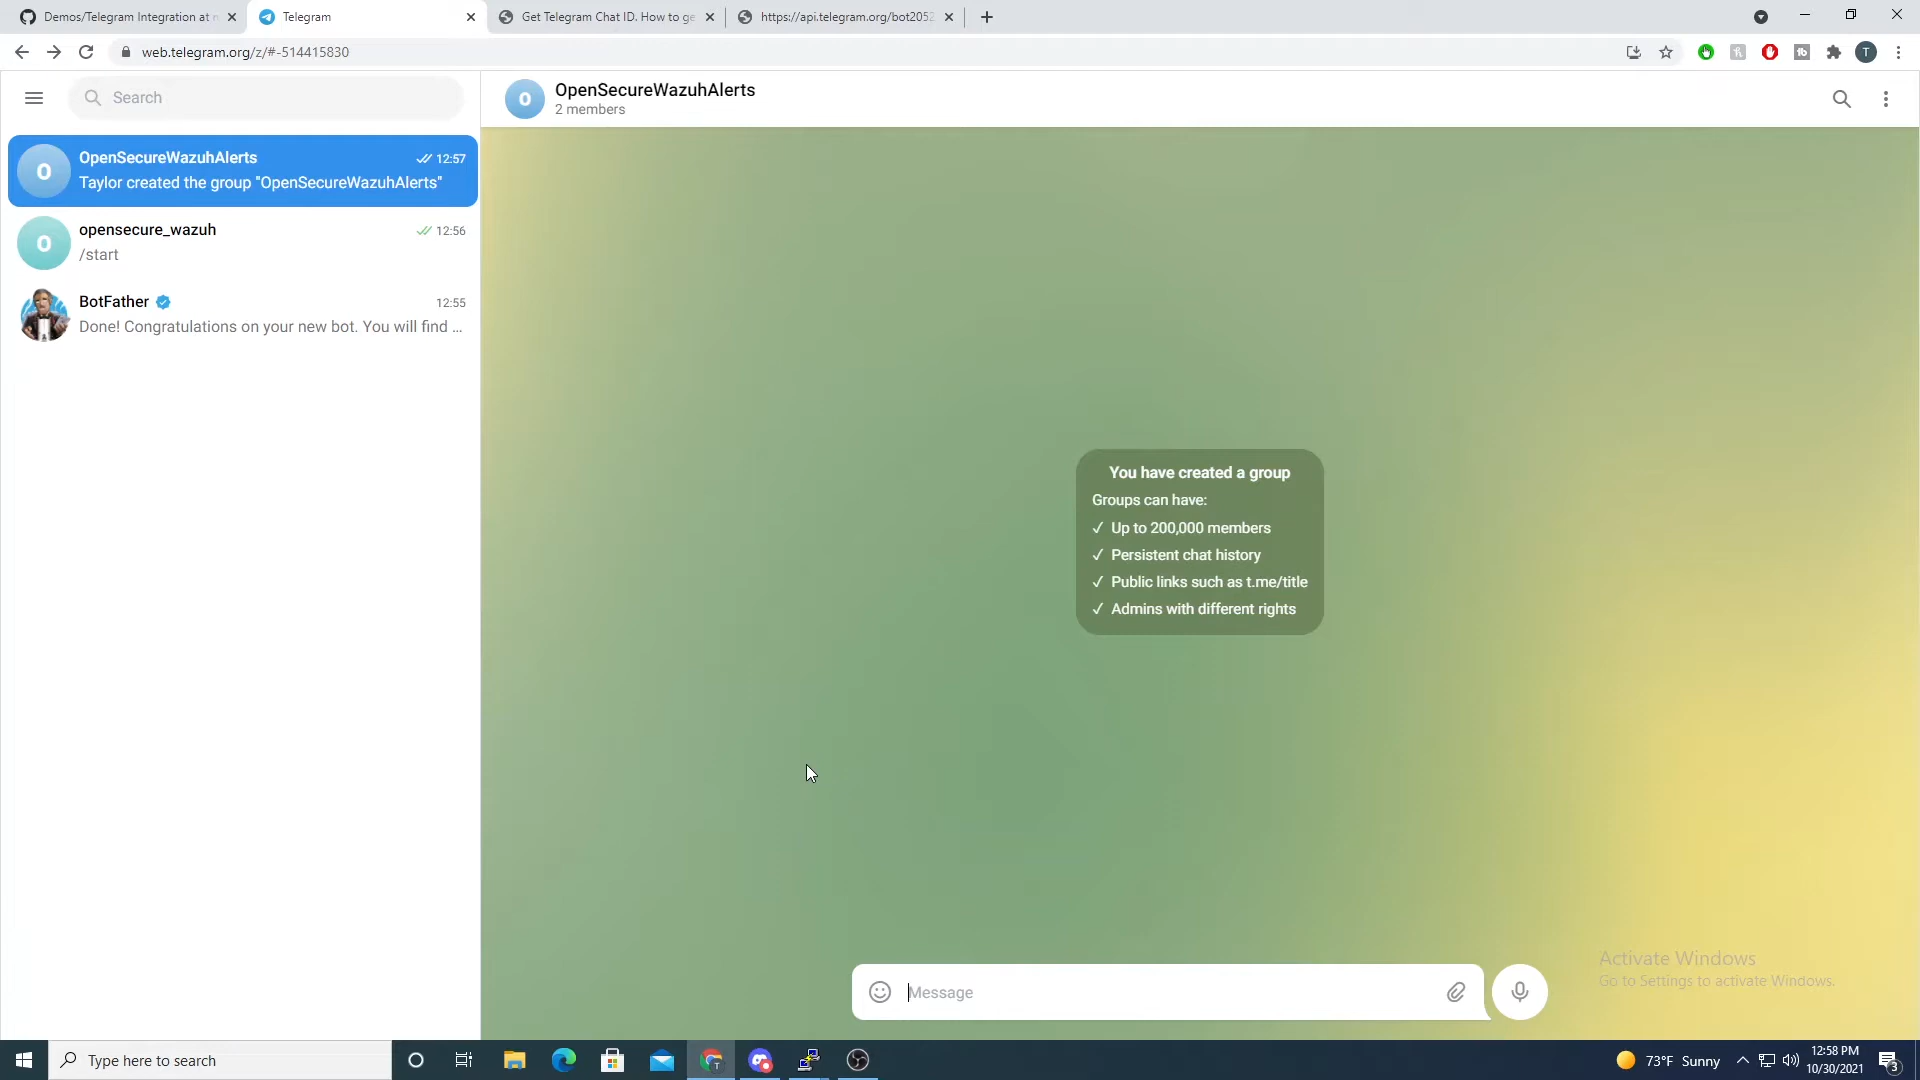 Demos/Telegram Integration at
Telegram
Get Telegram Chat ID. How to ge
https://api.telegram.org/bot2052
web.telegram.org/z/#-514415830
T
Search
O
OpenSecureWazuhAlerts
2 members
O
OpenSecureWazuhAlerts
12:57
Taylor created the group "OpenSecureWazuhAlerts"
O
opensecure_wazuh
12:56
/start
BotFather
12:55
Done! Congratulations on your new bot. You will find ...
You have created a group
Groups can have:
✓ Up to 200,000 members
✓ Persistent chat history
✓ Public links such as t.me/title
✓ Admins with different rights
Message
Activate Windows
Go to Settings to activate Windows.
Type here to search
73°F Sunny
12:58 PM
10/30/2021
3